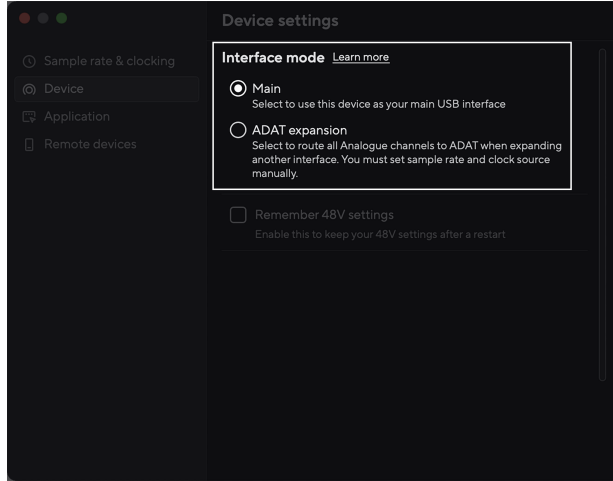 Device settings
Sample rate & clocking
Device
Application
Remote devices
Interface mode Learn more
Main
Select to use this device as your main USB interface
ADAT expansion
Select to route all Analogue channels to ADAT when expanding
another interface. You must set sample rate and clock source
manually.
Remember 48V settings
Enable this to keep your 48V settings after a restart